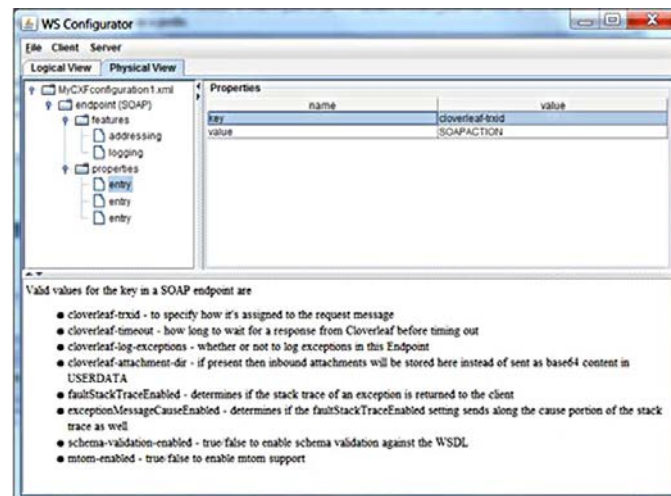 WS Configurator
File Client Server
Logical View Physical View
MyCXFconfiguration1.xml
endpoint (SOAP)
features
addressing
logging
properties
entry
entry
entry
Properties
name value
key cloverleaf-trxid
value SOAPACTION
Valid values for the key in a SOAP endpoint are
● cloverleaf-trxid - to specify how it's assigned to the request message
● cloverleaf-timeout - how long to wait for a response from Cloverleaf before timing out
● cloverleaf-log-exceptions - whether or not to log exceptions in this Endpoint
● cloverleaf-attachment-dir - if present then inbound attachments will be stored here instead of sent as base64 content in
USERDATA
● faultStackTraceEnabled - determines if the stack trace of an exception is returned to the client
● exceptionMessageCauseEnabled - determines if the faultStackTraceEnabled setting sends along the cause portion of the stack
trace as well
● schema-validation-enabled - true/false to enable schema validation against the WSDL
● mtom-enabled - true/false to enable mtom support